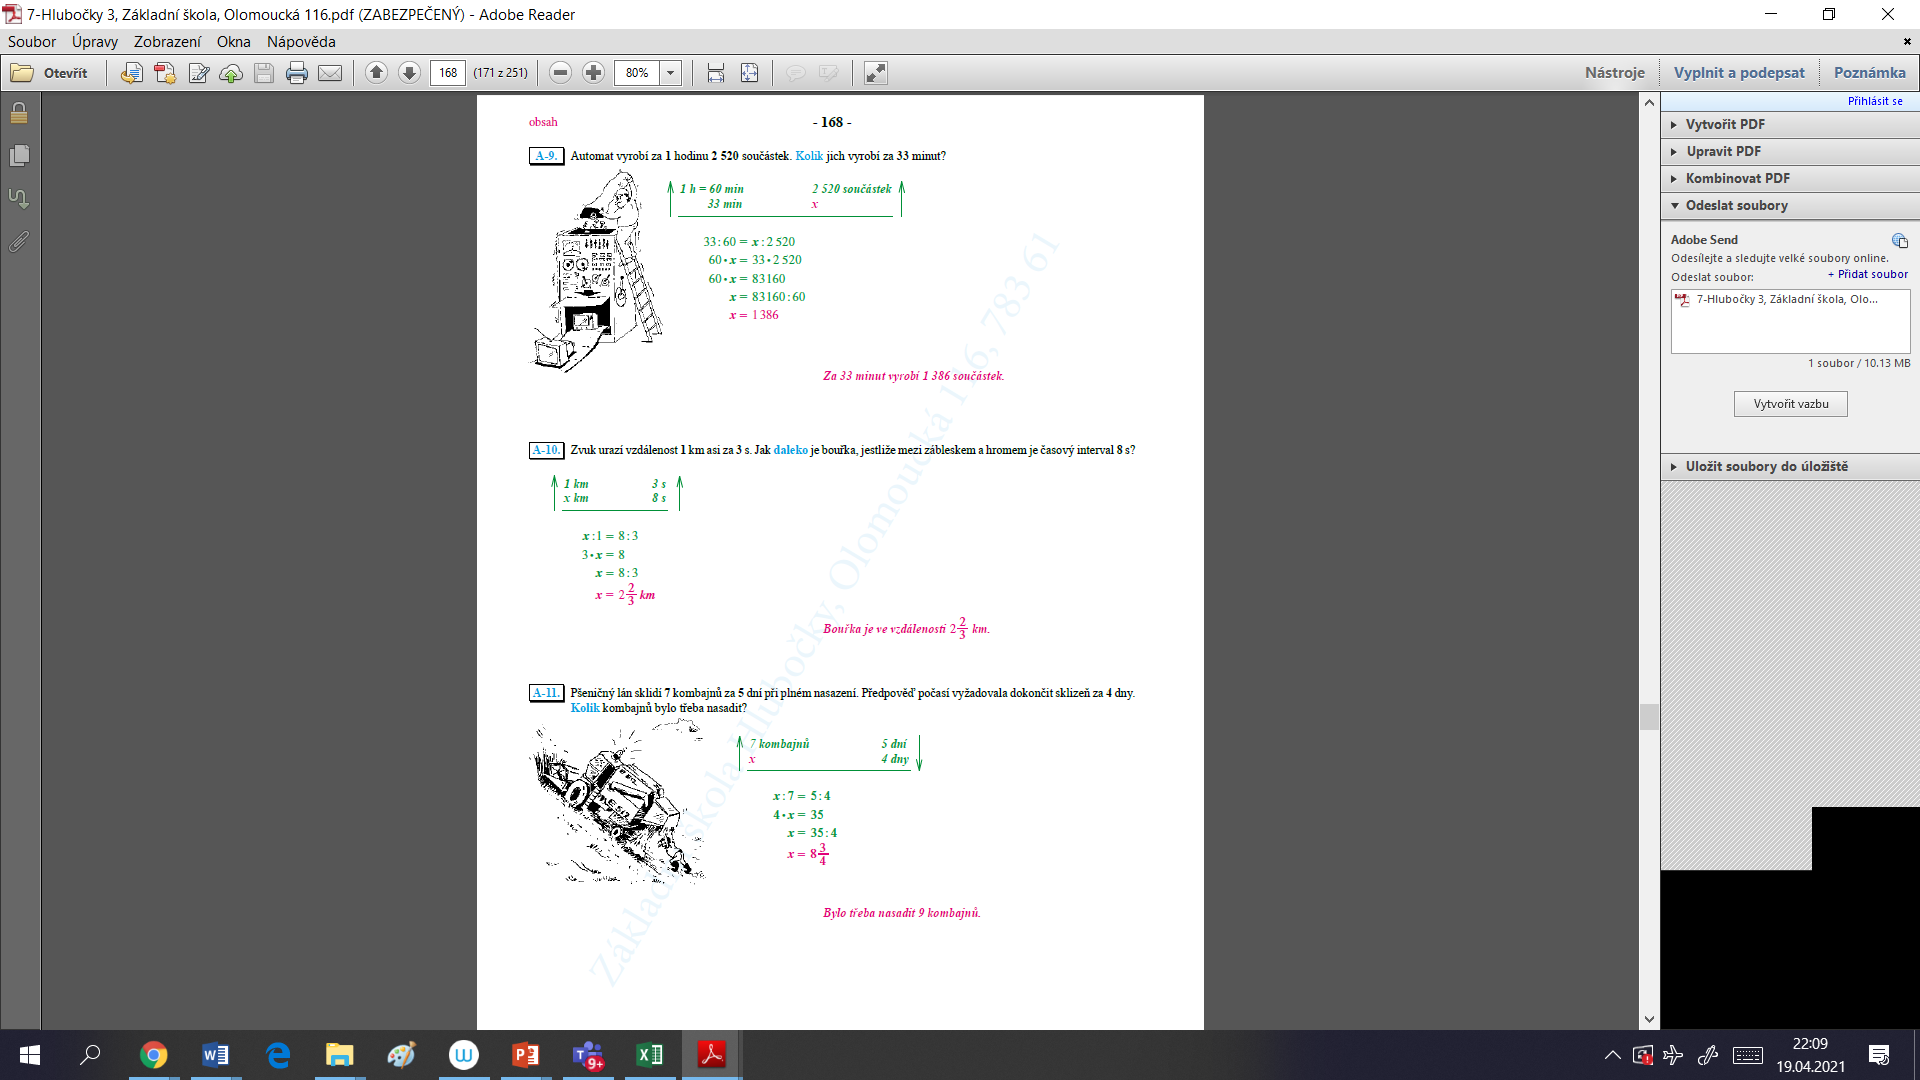 7-Hlubočky 3, Základní škola, Olomoucká 116.pdf (ZABEZPEČENÝ) - Adobe Reader
Soubor Úpravy Zobrazení Okna Nápověda
Otevřít 168 (171 z 251) 80% Nástroje Vyplnit a podepsat Poznámka
Přihlásit se
Vytvořit PDF
Upravit PDF
Kombinovat PDF
Odeslat soubory
Adobe Send
Odesílejte a sledujte velké soubory online.
Odeslat soubor: + Přidat soubor
7-Hlubočky 3, Základní škola, Olo...
1 soubor / 10.13 MB
Vytvořit vazbu
Uložit soubory do úložiště
obsah - 168 -
A-9. Automat vyrobí za 1 hodinu 2 520 součástek. Kolik jich vyrobí za 33 minut?
1 h = 60 min 2 520 součástek
33 min x
33 : 60 = x : 2 520
60 • x = 33 • 2 520
60 • x = 83160
x = 83160 : 60
x = 1 386
Za 33 minut vyrobí 1 386 součástek.
A-10. Zvuk urazí vzdálenost 1 km asi za 3 s. Jak daleko je bouřka, jestliže mezi zábleskem a hromem je časový interval 8 s?
1 km 3 s
x km 8 s
x : 1 = 8 : 3
3 • x = 8
x = 8 : 3
x = 2 2/3 km
Bouřka je ve vzdálenosti 2 2/3 km.
A-11. Pšeničný lán sklidí 7 kombajnů za 5 dní při plném nasazení. Předpověď počasí vyžadovala dokončit sklizeň za 4 dny.
Kolik kombajnů bylo třeba nasadit?
7 kombajnů 5 dní
x 4 dny
x : 7 = 5 : 4
4 • x = 35
x = 35 : 4
x = 8 3/4
Bylo třeba nasadit 9 kombajnů.
Základní škola Hlubočky, Olomoucká 116, 783 61
9+
22:09
19.04.2021